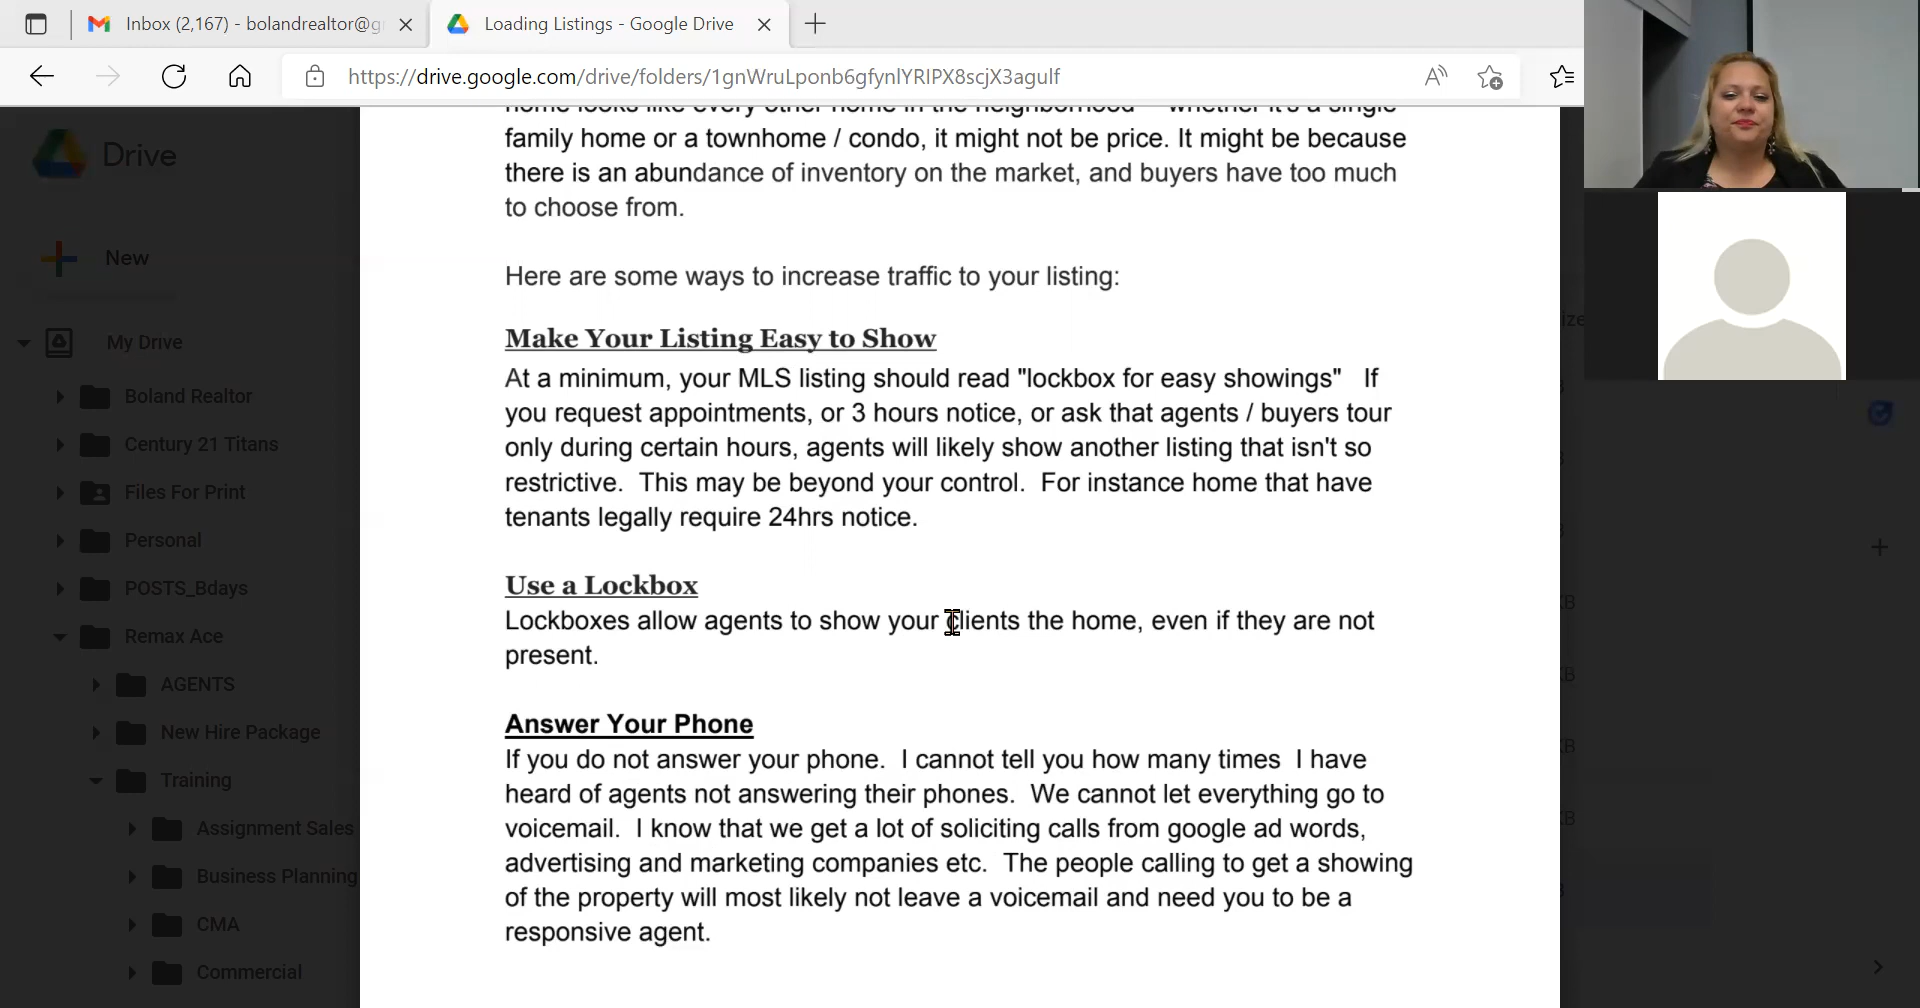 Inbox (2,167) - bolandrealtor@g
Loading Listings - Google Drive
https://drive.google.com/drive/folders/1gnWruLponb6gfynlYRIPX8scjX3agulf
Drive
New
My Drive
Boland Realtor
Century 21 Titans
Files For Print
Personal
POSTS_Bdays
Remax Ace
AGENTS
New Hire Package
Training
Assignment Sales
Business Planning
CMA
Commercial
home looks like every other home in the neighborhood whether it's a single
family home or a townhome / condo, it might not be price. It might be because
there is an abundance of inventory on the market, and buyers have too much
to choose from.
Here are some ways to increase traffic to your listing:
Make Your Listing Easy to Show
At a minimum, your MLS listing should read "lockbox for easy showings" If
you request appointments, or 3 hours notice, or ask that agents / buyers tour
only during certain hours, agents will likely show another listing that isn't so
restrictive. This may be beyond your control. For instance home that have
tenants legally require 24hrs notice.
Use a Lockbox
Lockboxes allow agents to show your clients the home, even if they are not
present.
Answer Your Phone
If you do not answer your phone. I cannot tell you how many times I have
heard of agents not answering their phones. We cannot let everything go to
voicemail. I know that we get a lot of soliciting calls from google ad words,
advertising and marketing companies etc. The people calling to get a showing
of the property will most likely not leave a voicemail and need you to be a
responsive agent.